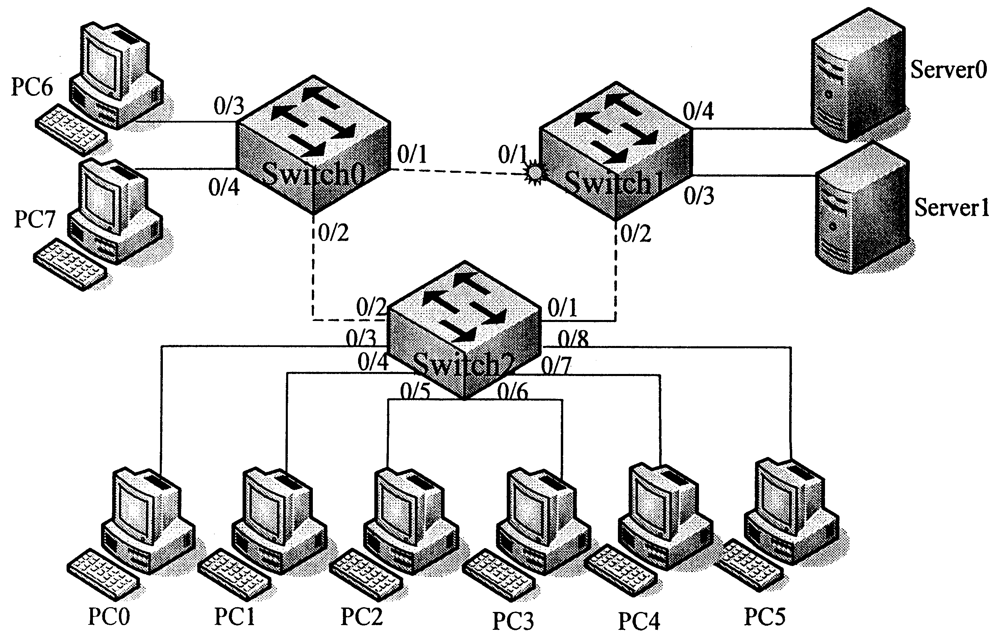 Server0
PC6
0/3
0/4
0/1
0/1
Switch0
Switch1
0/4
0/3
Server1
PC7
0/2
0/2
0/2
0/1
0/3
0/8
0/4
Switch2
0/7
0/5
0/6
PC0
PC1
PC2
PC3
PC4
PC5